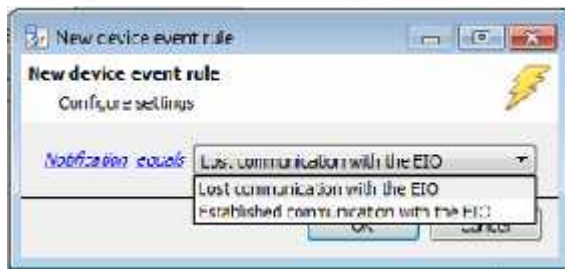 New device event rule
New device event rule
Configure settings
Notification equals Lost communication with the EIO
Lost communication with the EIO
Established communication with the EIO
OK Cancel